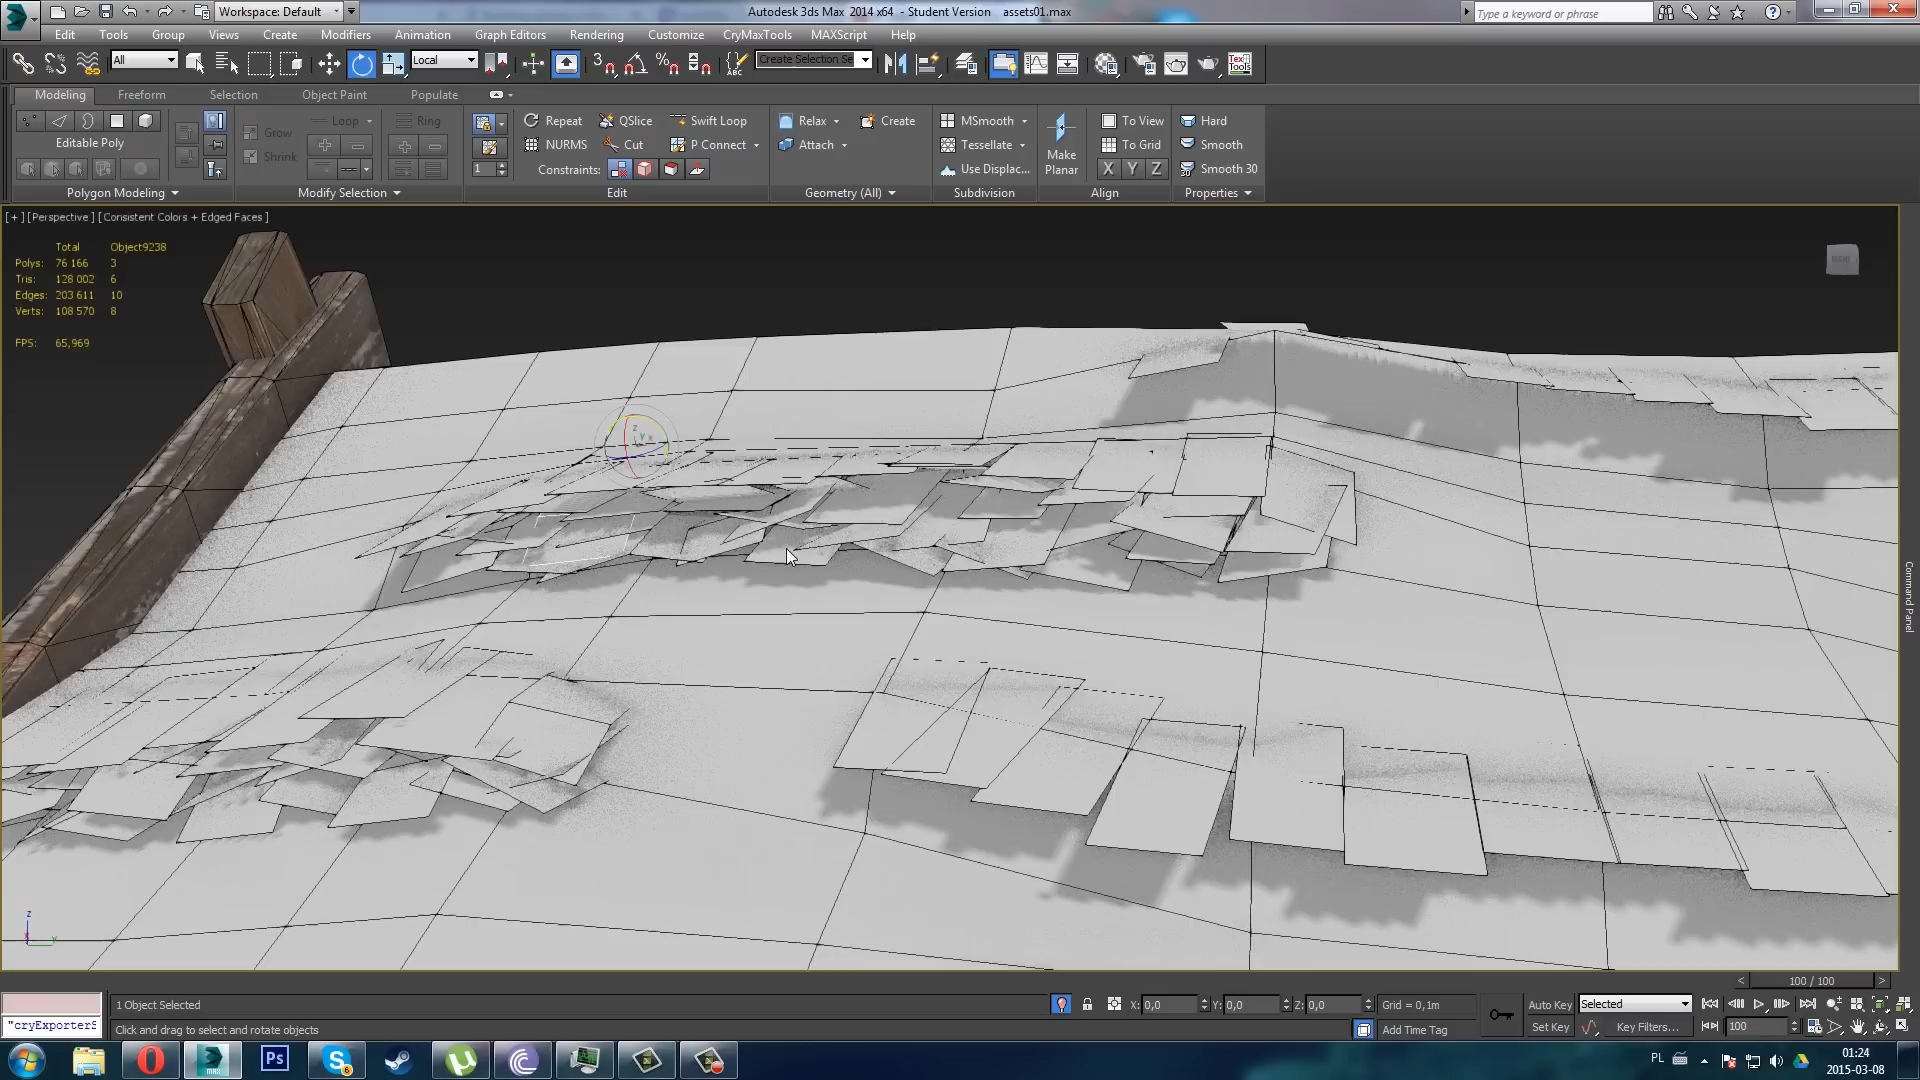 Workspace: Default
Autodesk 3ds Max 2014 x64 - Student Version assets01.max
Type a keyword or phrase
Edit Tools Group Views Create Modifiers Animation Graph Editors Rendering Customize CryMaxTools MAXScript Help
All
Local
Create Selection Se
Modeling Freeform Selection Object Paint Populate
Loop Ring
Grow
Shrink
Editable Poly
Repeat QSlice Swift Loop
NURMS Cut P Connect
1 Constraints:
Relax Create
Attach
MSmooth
Tessellate
Use Displac...
Make Planar
To View
To Grid
X Y Z
Hard
Smooth
Smooth 30
Polygon Modeling Modify Selection Edit Geometry (All) Subdivision Align Properties
[+] [Perspective] [Consistent Colors + Edged Faces]
Total Object9238
Polys: 76 166 3
Tris: 128 002 6
Edges: 203 611 10
Verts: 108 570 8
FPS: 65,969
Command Panel
100 / 100
1 Object Selected
X: 0,0 Y: 0,0 Z: 0,0 Grid = 0,1m
Auto Key Selected
"cryExporterS
Click and drag to select and rotate objects
Add Time Tag
Set Key Key Filters... 100
PL
01:24
2015-03-08